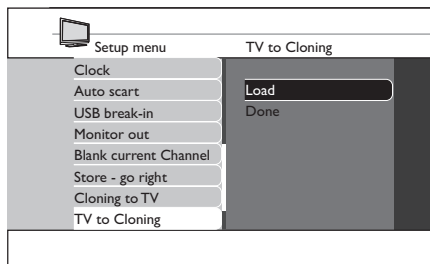 Setup menu
TV to Cloning
Clock
Auto scart
USB break-in
Monitor out
Blank current Channel
Store - go right
Cloning to TV
TV to Cloning
Load
Done